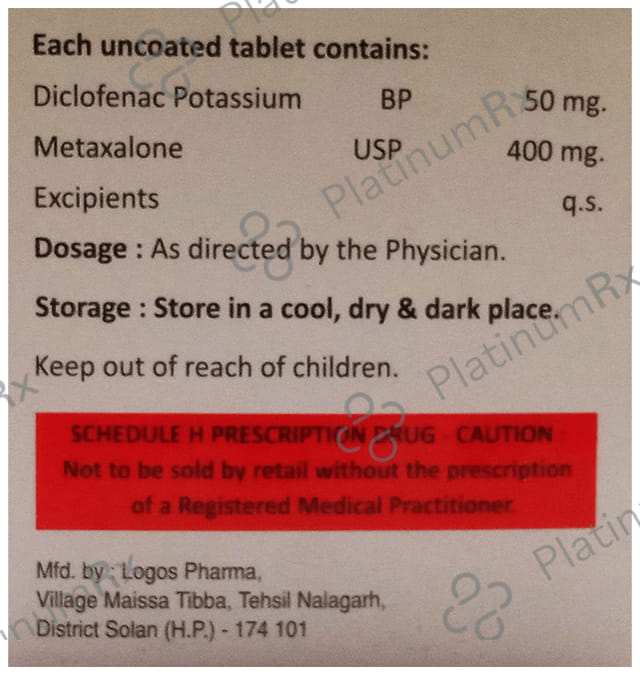 Each uncoated tablet contains:
Diclofenac Potassium BP 50 mg.
Metaxalone USP 400 mg.
Excipients q.s.
Dosage : As directed by the Physician.
Storage : Store in a cool, dry & dark place.
Keep out of reach of children.
SCHEDULE H PRESCRIPTION DRUG - CAUTION
Not to be sold by retail without the prescription
of a Registered Medical Practitioner.
Mfd. by : Logos Pharma,
Village Maissa Tibba, Tehsil Nalagarh,
District Solan (H.P.) - 174 101
PlatinumRx
PlatinumRx